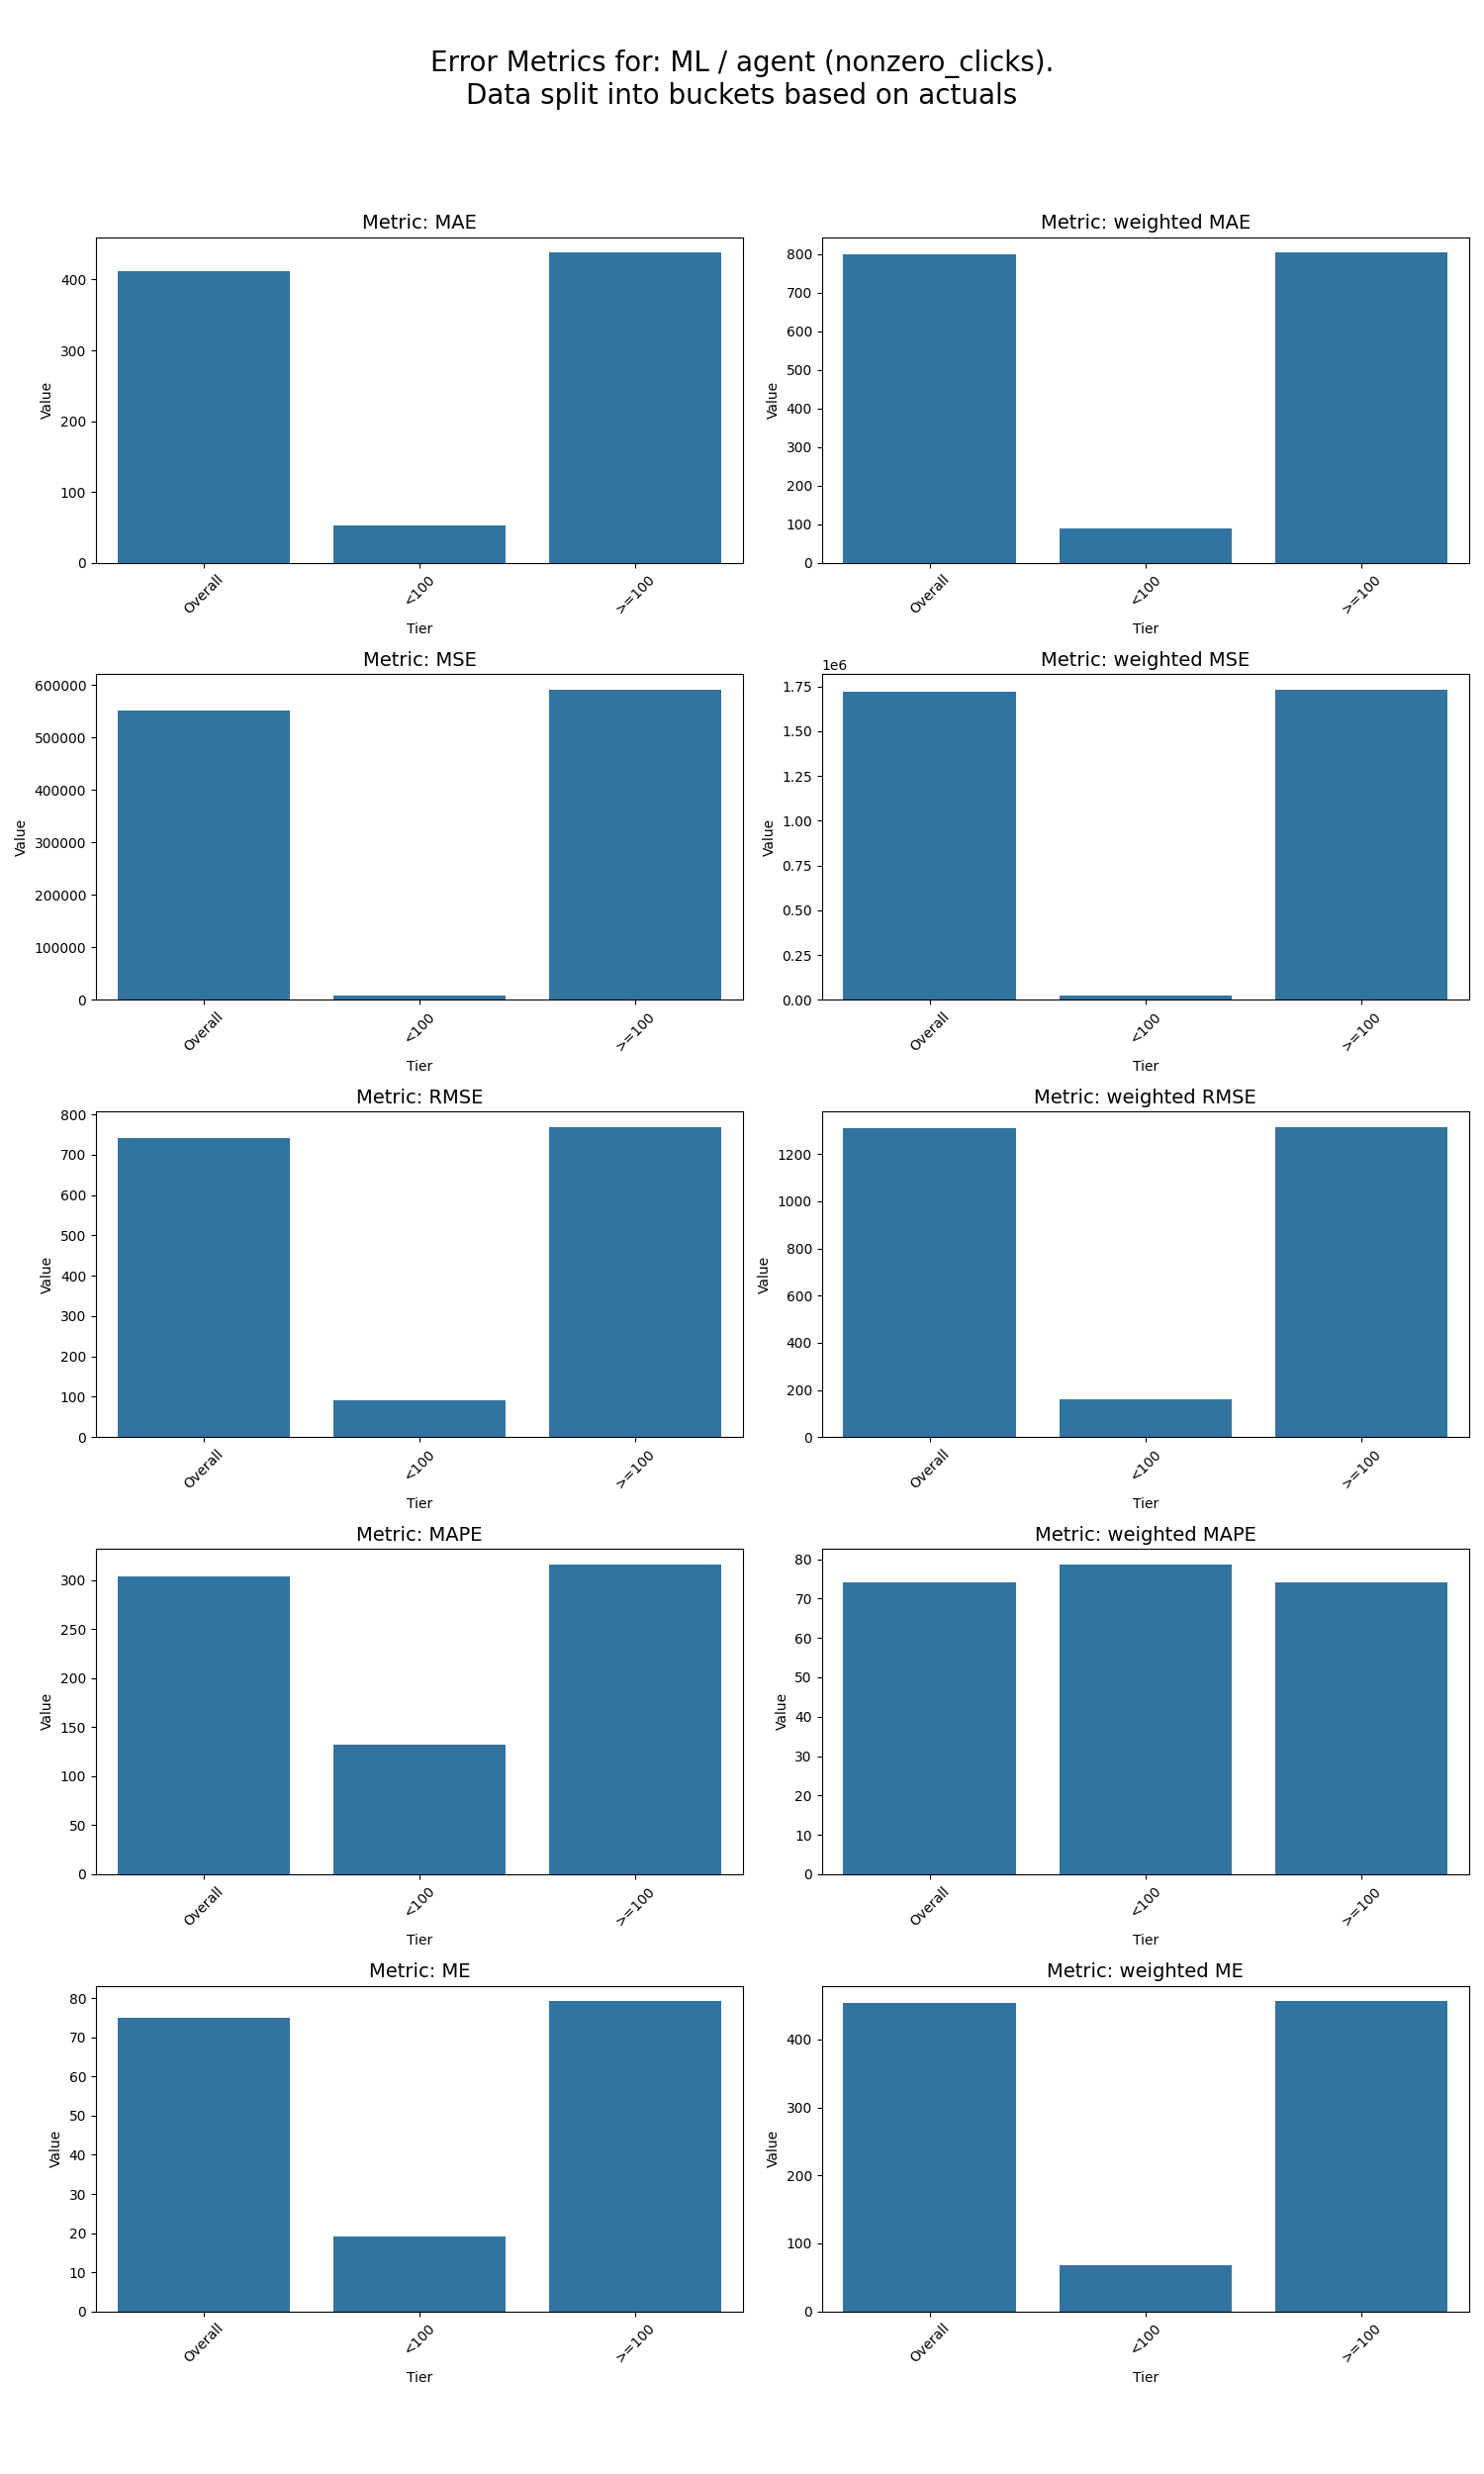 Error Metrics for: ML / agent (nonzero_clicks).
Data split into buckets based on actuals
Metric: MAE
400
300
200
100
0
Value
Overall
<100
>=100
Tier
Metric: weighted MAE
800
700
600
500
400
300
200
100
0
Value
Overall
<100
>=100
Tier
Metric: MSE
600000
500000
400000
300000
200000
100000
0
Value
Overall
<100
>=100
Tier
Metric: weighted MSE
1e6
1.75
1.50
1.25
1.00
0.75
0.50
0.25
0.00
Value
Overall
<100
>=100
Tier
Metric: RMSE
800
700
600
500
400
300
200
100
0
Value
Overall
<100
>=100
Tier
Metric: weighted RMSE
1200
1000
800
600
400
200
0
Value
Overall
<100
>=100
Tier
Metric: MAPE
300
250
200
150
100
50
0
Value
Overall
<100
>=100
Tier
Metric: weighted MAPE
80
70
60
50
40
30
20
10
0
Value
Overall
<100
>=100
Tier
Metric: ME
80
70
60
50
40
30
20
10
0
Value
Overall
<100
>=100
Tier
Metric: weighted ME
400
300
200
100
0
Value
Overall
<100
>=100
Tier